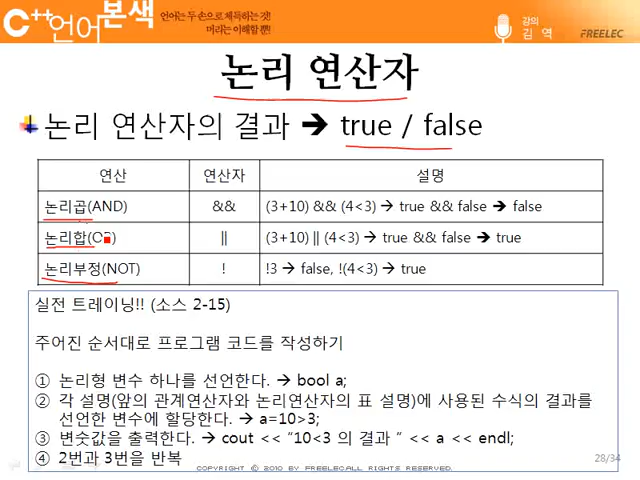 C++언어 본색
언어는 두 손으로 체득하는 것!
머리는 이해할 뿐!
강의
김 역
FREELEC
논리 연산자
논리 연산자의 결과 → true / false
연산 연산자 설명
논리곱(AND) && (3+10) && (4<3) → true && false → false
논리합(OR) || (3+10) || (4<3) → true && false → true
논리부정(NOT) ! !3 → false, !(4<3) → true
실전 트레이닝!! (소스 2-15)
주어진 순서대로 프로그램 코드를 작성하기
① 논리형 변수 하나를 선언한다. → bool a;
② 각 설명(앞의 관계연산자와 논리연산자의 표 설명)에 사용된 수식의 결과를
선언한 변수에 할당한다. → a=10>3;
③ 변숫값을 출력한다. → cout << "10<3 의 결과 " << a << endl;
④ 2번과 3번을 반복
28/34
COPYRIGHT © 2010 BY FREELEC ALL RIGHTS RESERVED.